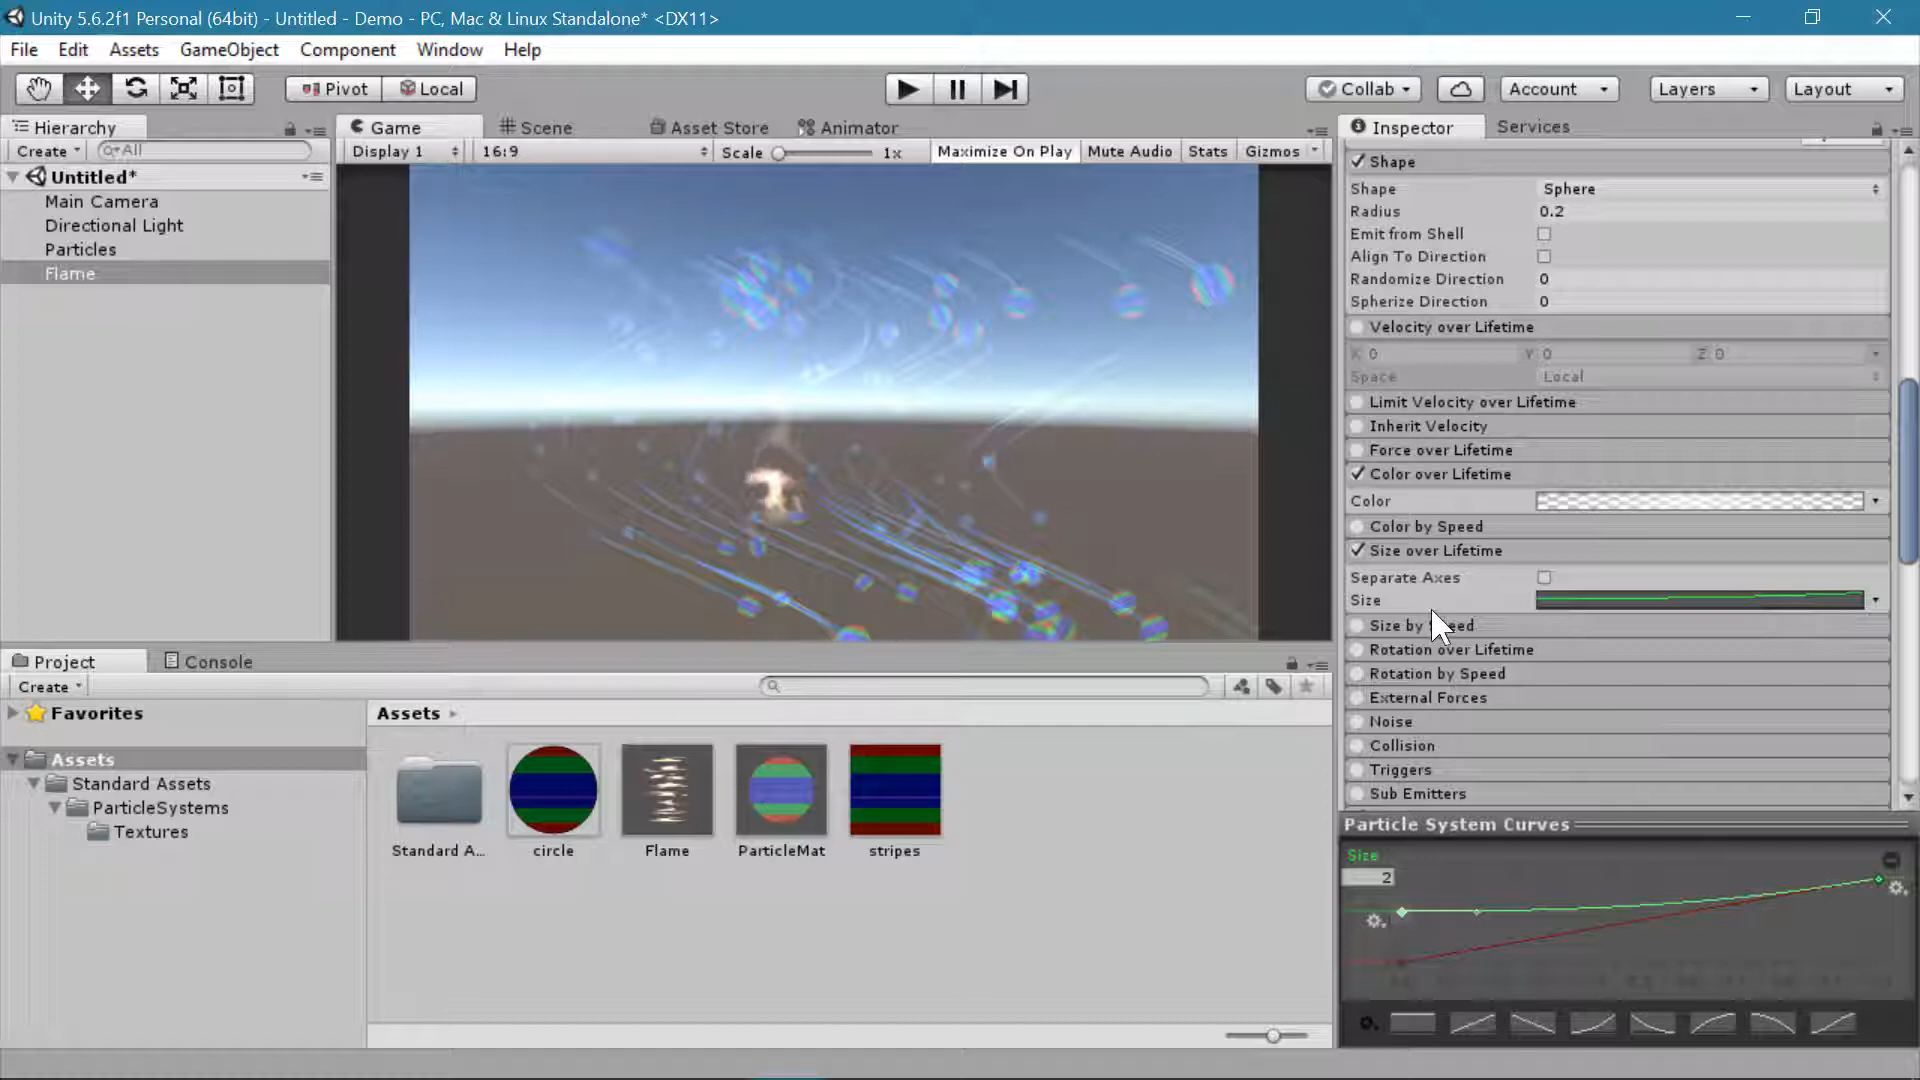 Unity 5.6.2f1 Personal (64bit) - Untitled - Demo - PC, Mac & Linux Standalone* <DX11>
File Edit Assets GameObject Component Window Help
Pivot Local Collab Account Layers Layout
Hierarchy
Create All
Untitled*
Main Camera
Directional Light
Particles
Flame
Game Scene Asset Store Animator
Display 1 16:9 Scale 1x Maximize On Play Mute Audio Stats Gizmos
Inspector Services
Shape
Shape Sphere
Radius 0.2
Emit from Shell
Align To Direction
Randomize Direction 0
Spherize Direction 0
Velocity over Lifetime
X 0 Y 0 Z 0
Space Local
Limit Velocity over Lifetime
Inherit Velocity
Force over Lifetime
Color over Lifetime
Color
Color by Speed
Size over Lifetime
Separate Axes
Size
Size by
Rotation over Lifetime
Rotation by Speed
External Forces
Noise
Collision
Triggers
Sub Emitters
Particle System Curves
Size
2
Project Console
Create
Favorites
Assets
Standard Assets
ParticleSystems
Textures
Assets
Standard A... circle Flame ParticleMat stripes